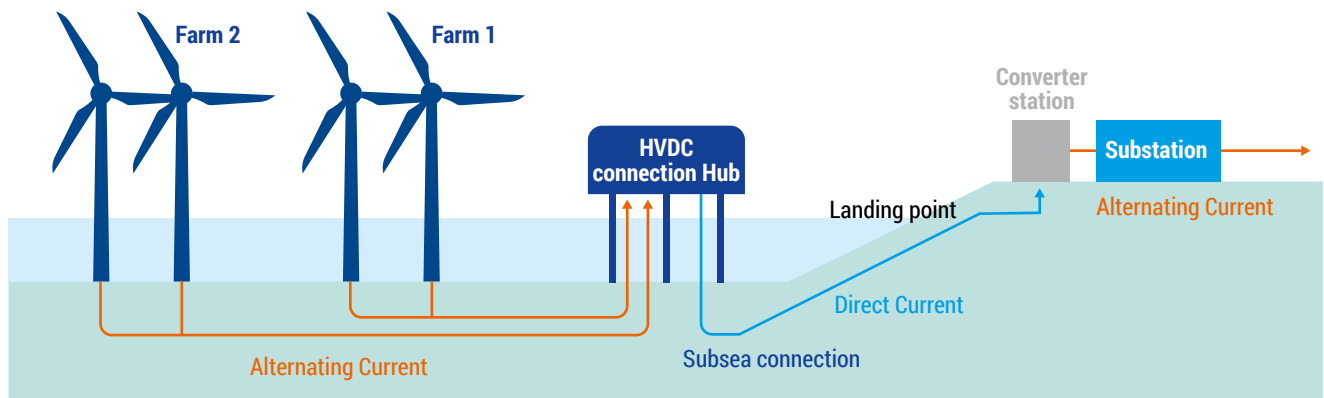 Farm 2
Farm 1
Converter
station
HVDC
connection Hub
Substation
Landing point
Alternating Current
Direct Current
Subsea connection
Alternating Current